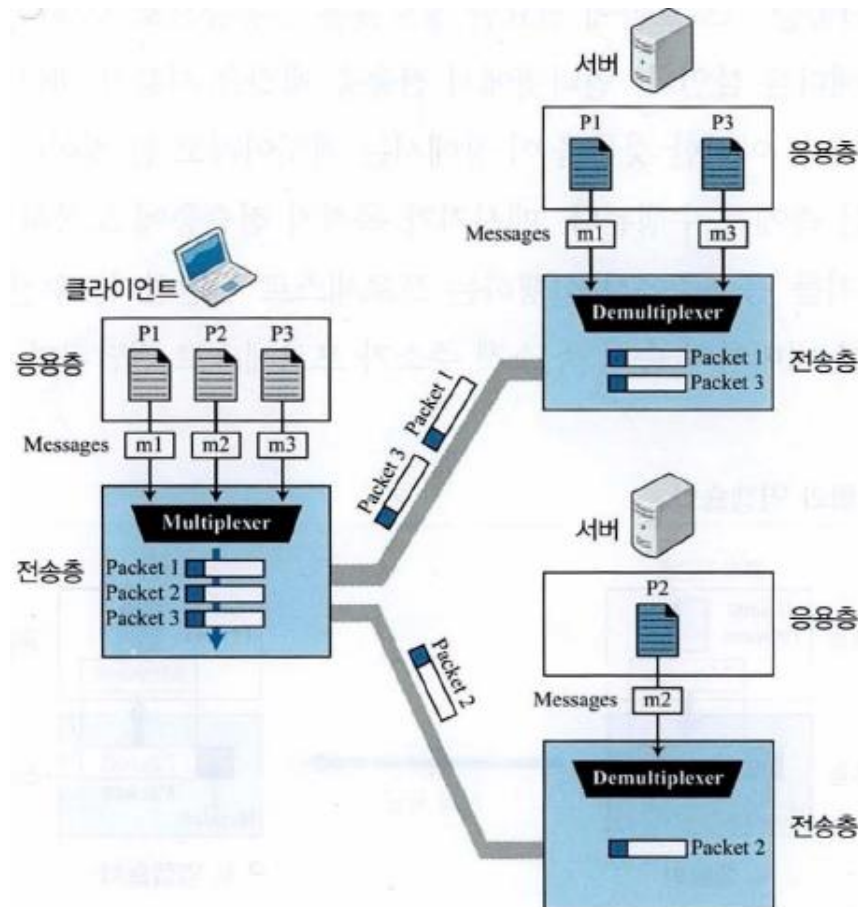 서버
P1 P3
응용층
Messages m1 m3
Demultiplexer
Packet 1
Packet 3
전송층
클라이언트
P1 P2 P3
응용층
Messages m1 m2 m3
Multiplexer
전송층
Packet 1
Packet 2
Packet 3
Packet 1
Packet 3
Packet 2
서버
P2
응용층
Messages m2
Demultiplexer
Packet 2
전송층